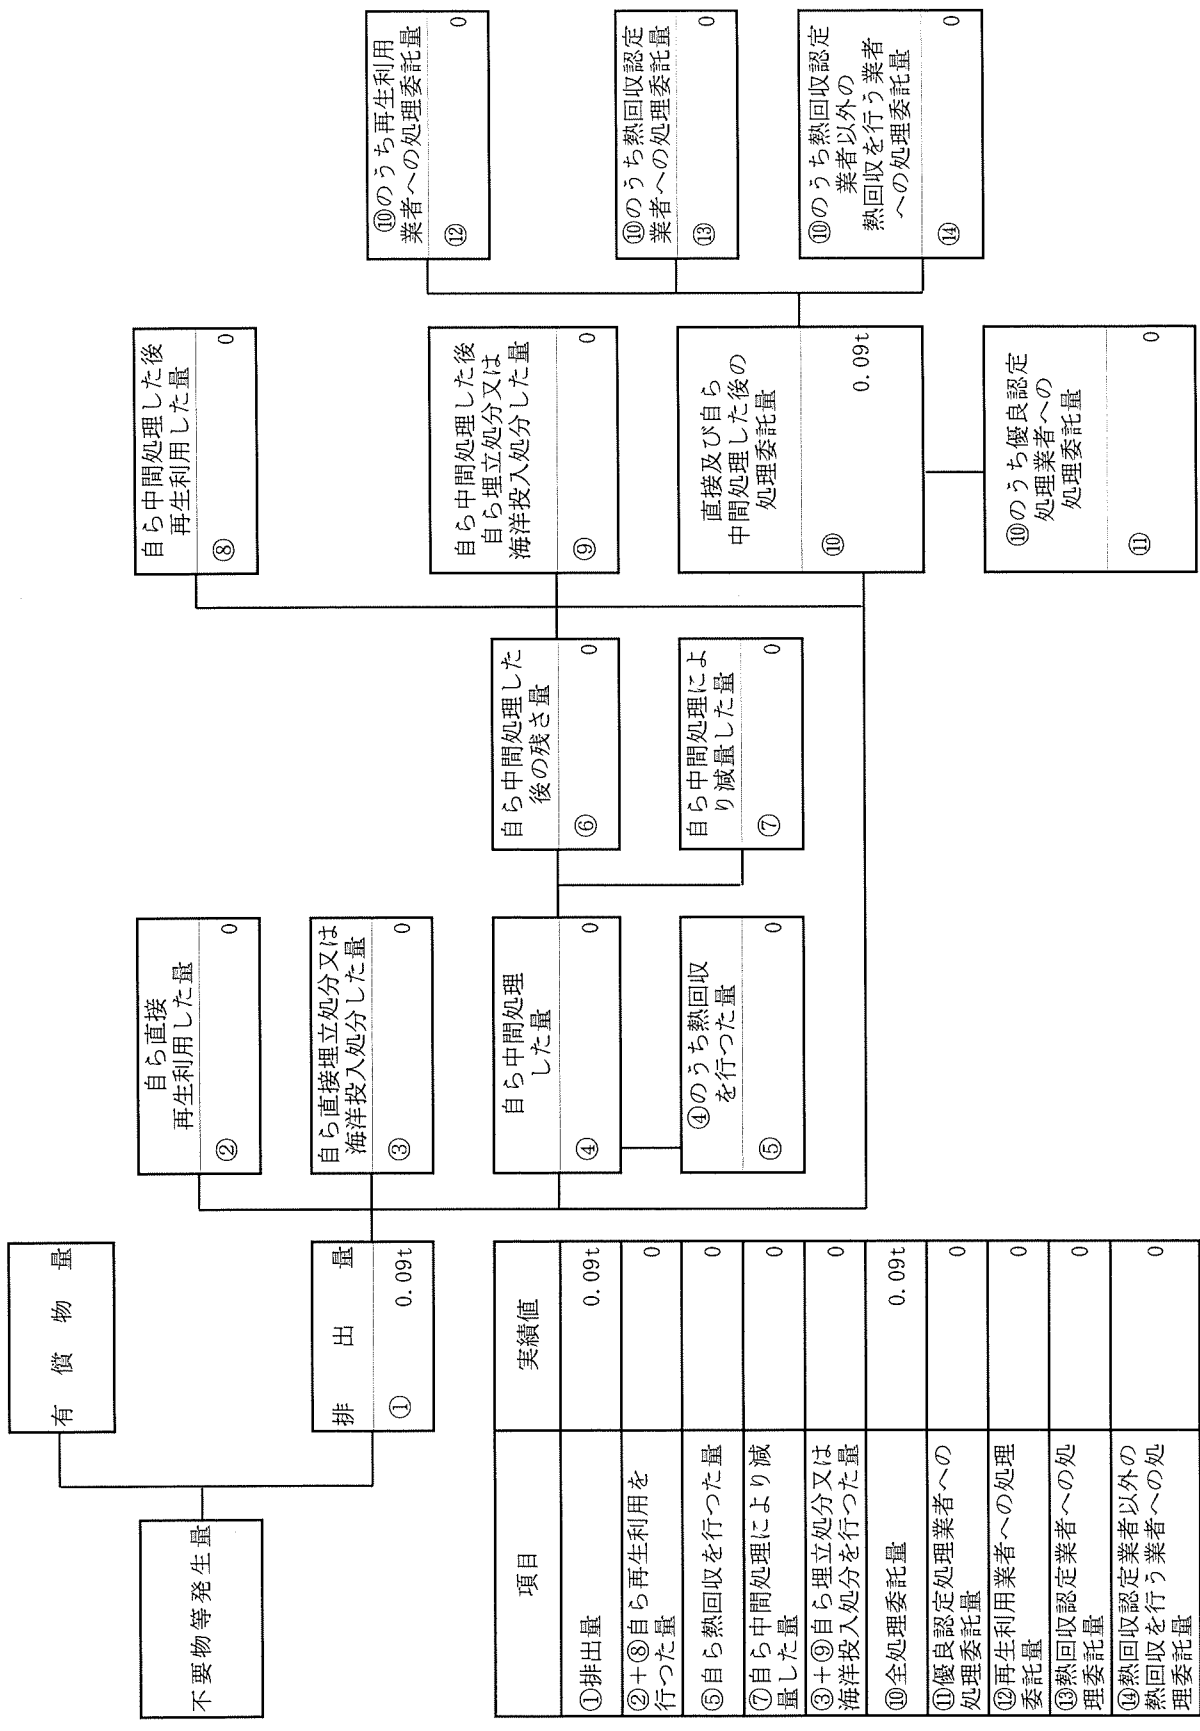 不要物等発生量
有償物量
排出量
① 0.09t
自ら直接
再生利用した量
② 0
自ら直接埋立処分又は
海洋投入処分した量
③ 0
自ら中間処理
した量
④ 0
④のうち熱回収
を行つた量
⑤ 0
自ら中間処理した
後の残さ量
⑥ 0
自ら中間処理によ
り減量した量
⑦ 0
自ら中間処理した後
再生利用した量
⑧ 0
自ら中間処理した後
自ら埋立処分又は
海洋投入処分した量
⑨ 0
直接及び自ら
中間処理した後の
処理委託量
⑩ 0.09t
⑩のうち優良認定
処理業者への
処理委託量
⑪ 0
⑩のうち再生利用
業者への処理委託量
⑫ 0
⑩のうち熱回収認定
業者への処理委託量
⑬ 0
⑩のうち熱回収認定
業者以外の
熱回収を行う業者
への処理委託量
⑭ 0
項目 実績値
①排出量 0.09t
②+⑧自ら再生利用を
行つた量 0
⑤自ら熱回収を行つた量 0
⑦自ら中間処理により減
量した量 0
③+⑨自ら埋立処分又は
海洋投入処分を行つた量 0
⑩全処理委託量 0.09t
⑪優良認定処理業者への
処理委託量 0
⑫再生利用業者への処理
委託量 0
⑬熱回収認定業者への処
理委託量 0
⑭熱回収認定業者以外の
熱回収を行う業者への処
理委託量 0